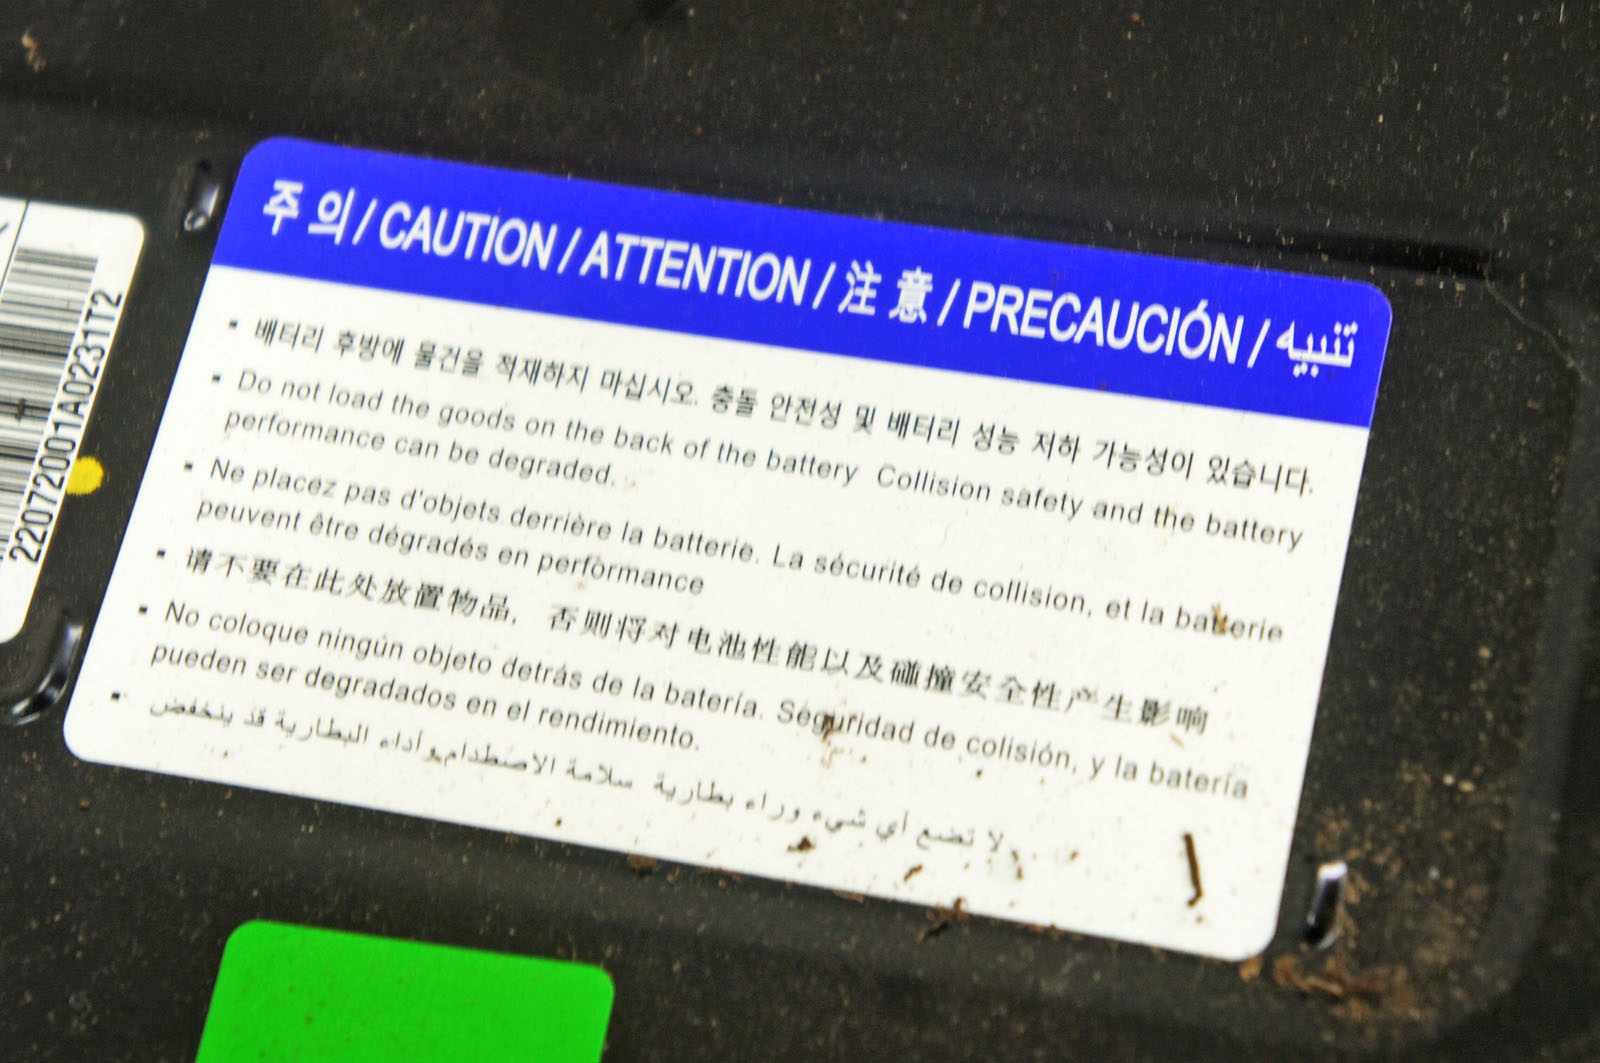 주 의 / CAUTION / ATTENTION / 注 意 / PRECAUCIÓN / تنبيه
▪ 배터리 후방에 물건을 적재하지 마십시오. 충돌 안전성 및 배터리 성능 저하 가능성이 있습니다.
▪ Do not load the goods on the back of the battery Collision safety and the battery
performance can be degraded.
▪ Ne placez pas d'objets derrière la batterie. La sécurité de collision, et la batterie
peuvent être dégradés en performance
▪ 请不要在此处放置物品, 否则将对电池性能以及碰撞安全性产生影响
▪ No coloque ningún objeto detrás de la batería. Seguridad de colisión, y la batería
pueden ser degradados en el rendimiento.
▪ لا تضع أي شيء وراء بطارية سلامة الاصطدام وأداء البطارية قد ينخفض
220720001A0231T2